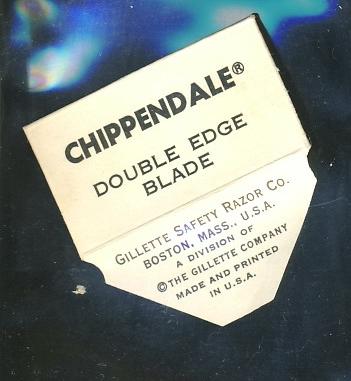 CHIPPENDALE®
DOUBLE EDGE
BLADE
GILLETTE SAFETY RAZOR CO.
BOSTON, MASS., U.S.A.
A DIVISION OF
© THE GILLETTE COMPANY
MADE AND PRINTED
IN U.S.A.